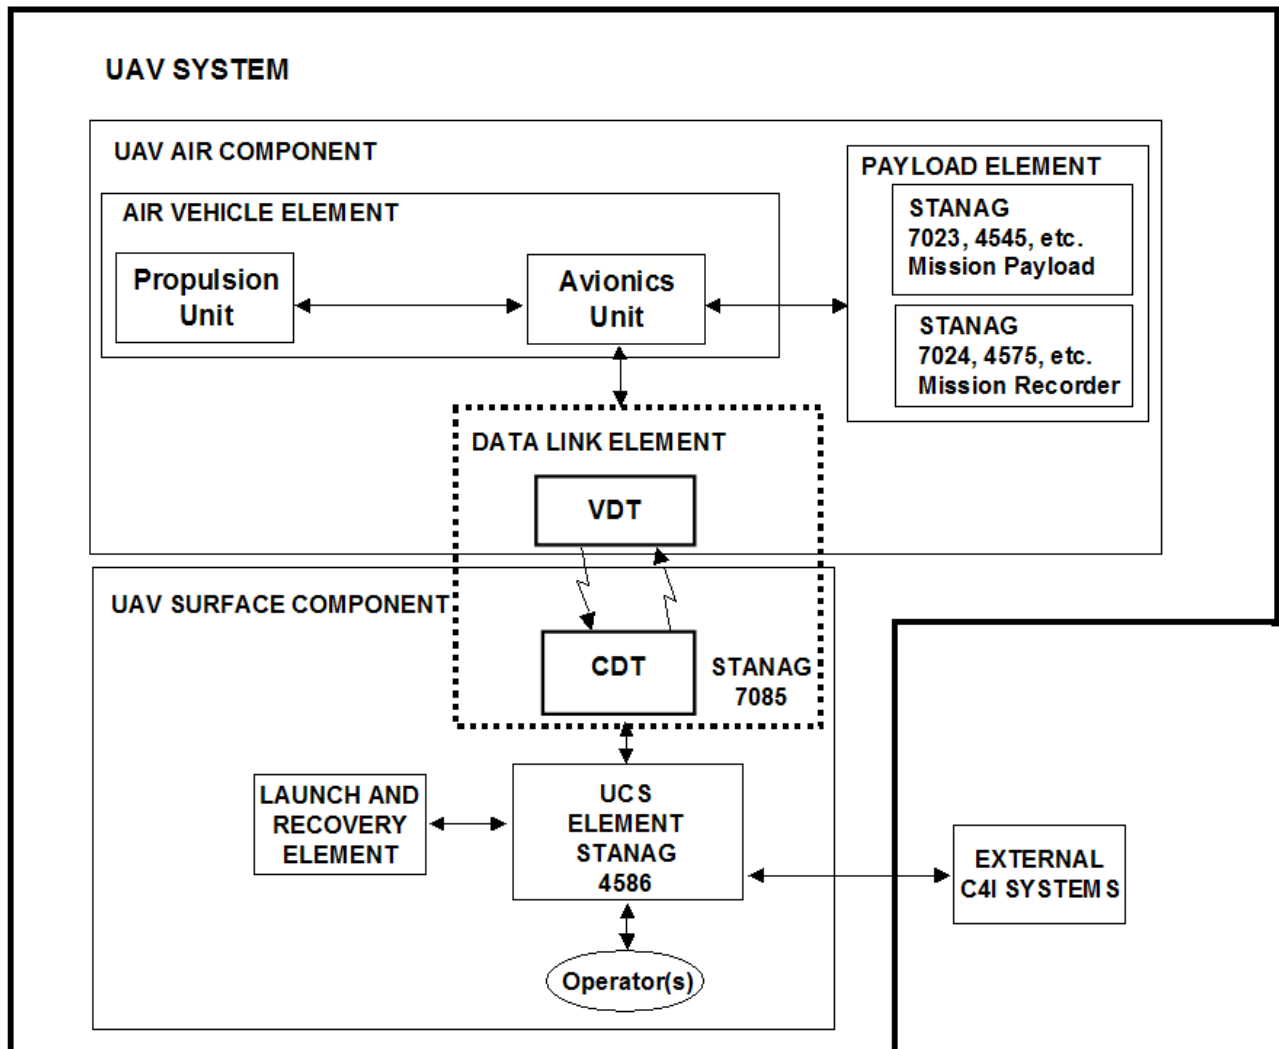 UAV SYSTEM
UAV AIR COMPONENT
AIR VEHICLE ELEMENT
Propulsion
Unit
Avionics
Unit
PAYLOAD ELEMENT
STANAG
7023, 4545, etc.
Mission Payload
STANAG
7024, 4575, etc.
Mission Recorder
DATA LINK ELEMENT
VDT
UAV SURFACE COMPONENT
CDT
STANAG
7085
LAUNCH AND
RECOVERY
ELEMENT
UCS
ELEMENT
STANAG
4586
EXTERNAL
C4I SYSTEMS
Operator(s)